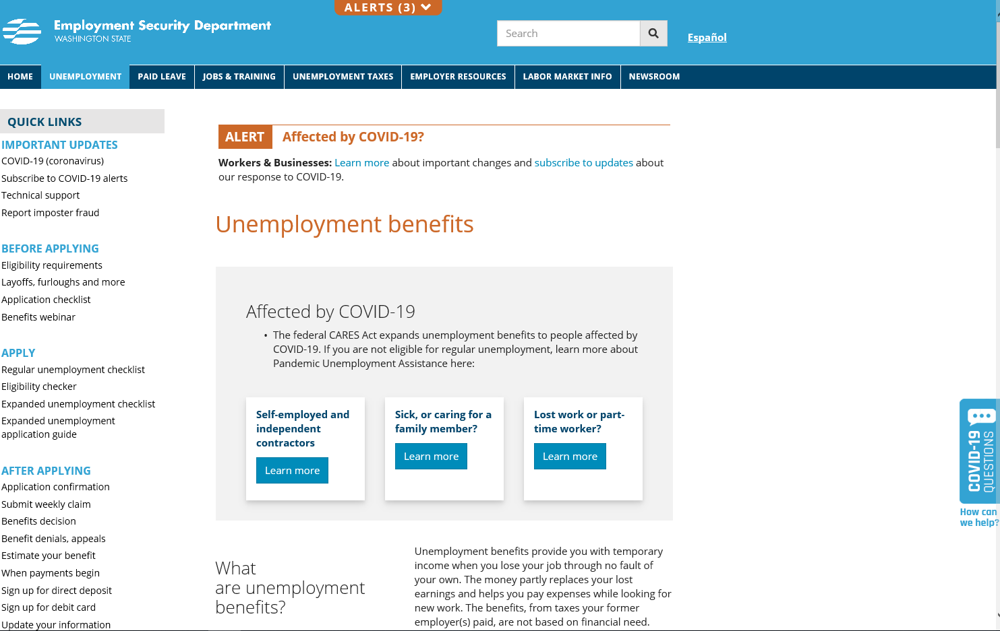 ALERTS (3)
Employment Security Department
WASHINGTON STATE
Search
Español
HOME
UNEMPLOYMENT
PAID LEAVE
JOBS & TRAINING
UNEMPLOYMENT TAXES
EMPLOYER RESOURCES
LABOR MARKET INFO
NEWSROOM
QUICK LINKS
IMPORTANT UPDATES
COVID-19 (coronavirus)
Subscribe to COVID-19 alerts
Technical support
Report imposter fraud
BEFORE APPLYING
Eligibility requirements
Layoffs, furloughs and more
Application checklist
Benefits webinar
APPLY
Regular unemployment checklist
Eligibility checker
Expanded unemployment checklist
Expanded unemployment
application guide
AFTER APPLYING
Application confirmation
Submit weekly claim
Benefits decision
Benefit denials, appeals
Estimate your benefit
When payments begin
Sign up for direct deposit
Sign up for debit card
Update your information
ALERT
Affected by COVID-19?
Workers & Businesses: Learn more about important changes and subscribe to updates about
our response to COVID-19.
Unemployment benefits
Affected by COVID-19
• The federal CARES Act expands unemployment benefits to people affected by
COVID-19. If you are not eligible for regular unemployment, learn more about
Pandemic Unemployment Assistance here:
Self-employed and
independent
contractors
Learn more
Sick, or caring for a
family member?
Learn more
Lost work or part-
time worker?
Learn more
What
are unemployment
benefits?
Unemployment benefits provide you with temporary
income when you lose your job through no fault of
your own. The money partly replaces your lost
earnings and helps you pay expenses while looking for
new work. The benefits, from taxes your former
employer(s) paid, are not based on financial need.
COVID-19
QUESTIONS
How can
we help?